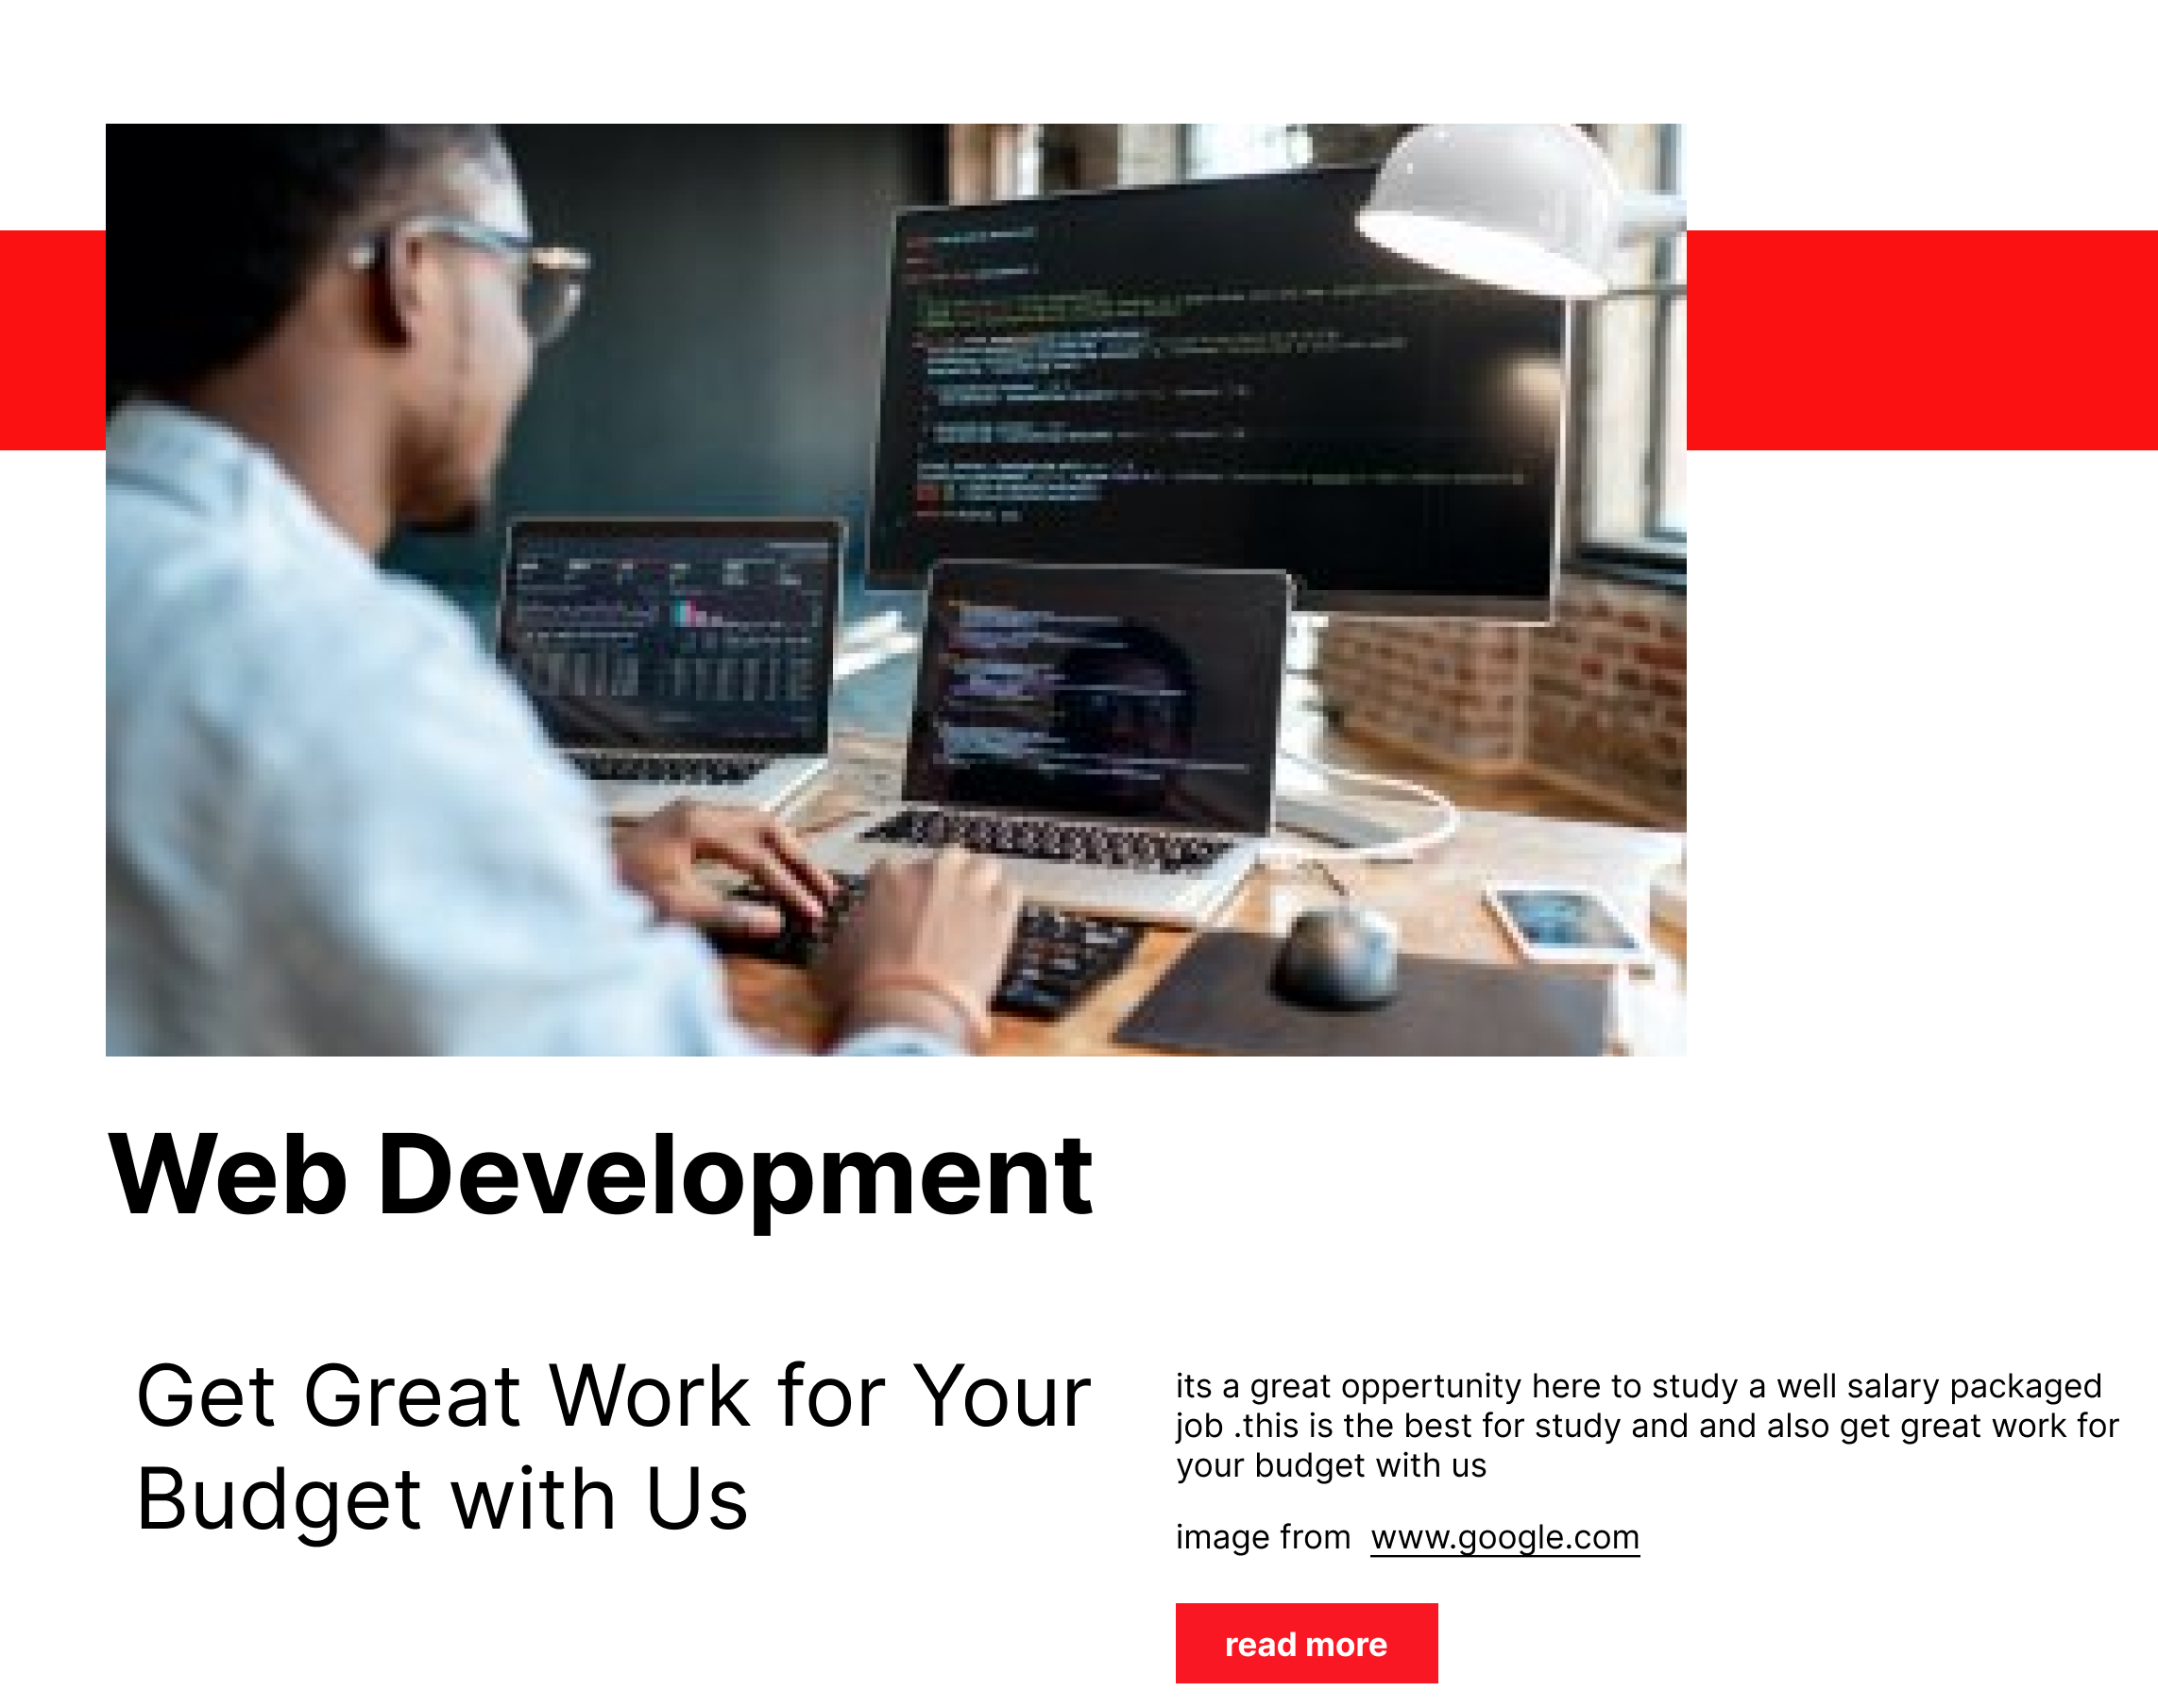 Web Development
Get Great Work for Your
Budget with Us
its a great oppertunity here to study a well salary packaged
job .this is the best for study and and also get great work for
your budget with us
image from www.google.com
read more